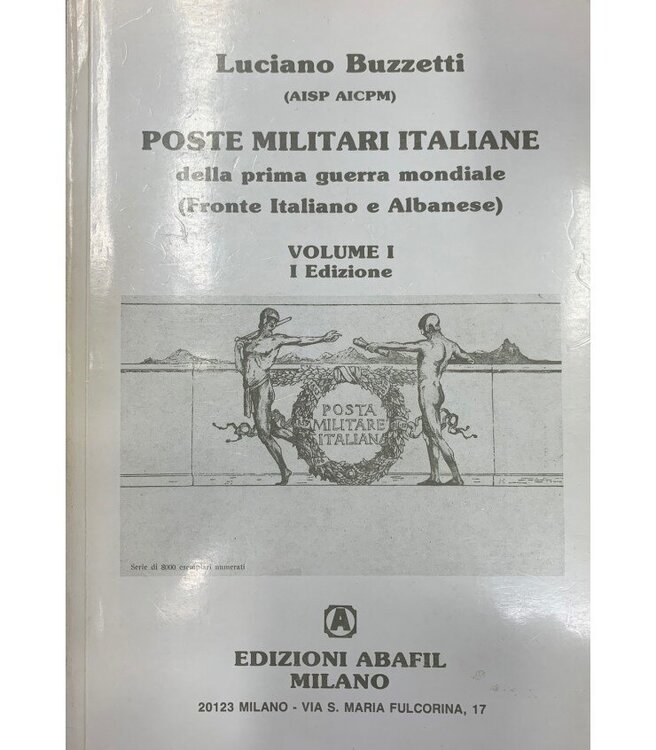 Luciano Buzzetti
(AISP AICPM)
POSTE MILITARI ITALIANE
della prima guerra mondiale
(Fronte Italiano e Albanese)
VOLUME I
I Edizione
POSTA
MILITARE
ITALIANA
Serie di 8000 esemplari numerati
A
EDIZIONI ABAFIL
MILANO
20123 MILANO - VIA S. MARIA FULCORINA, 17